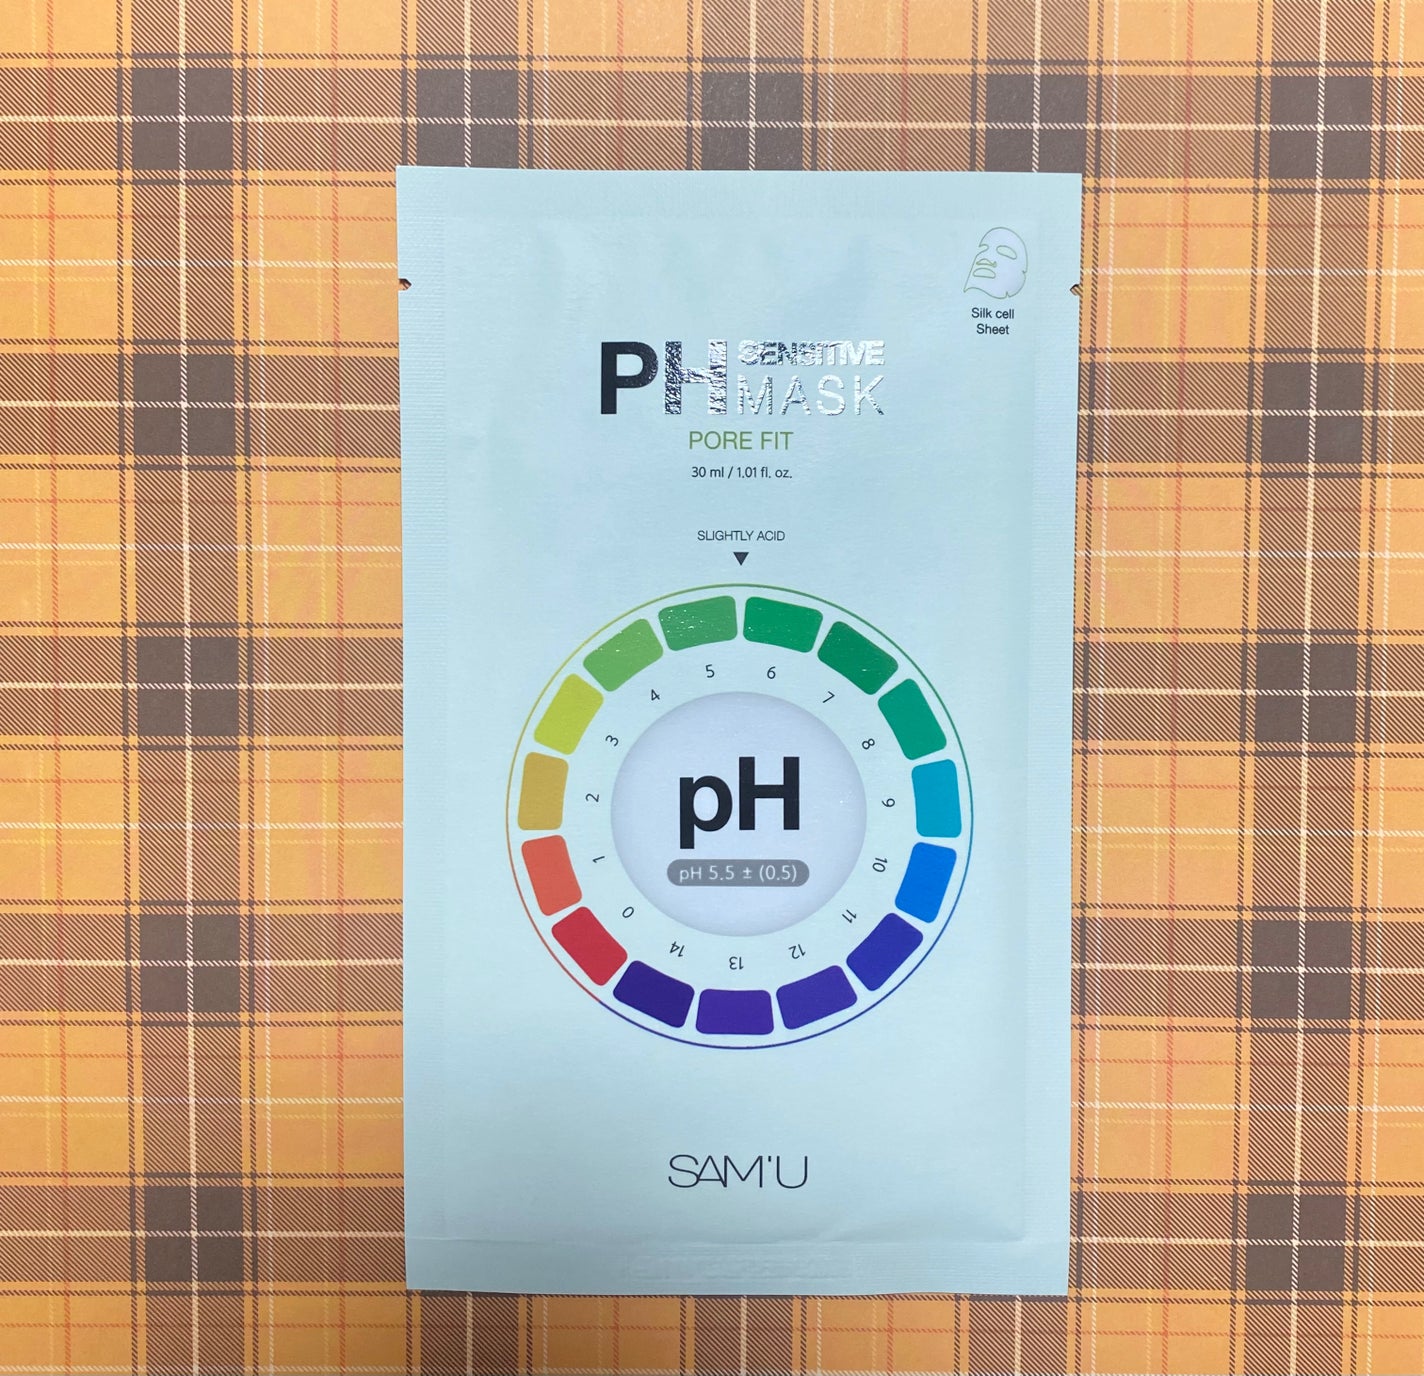 Silk cell
Sheet
PH SENSITIVE
MASK
PORE FIT
30 ml / 1.01 fl. oz.
SLIGHTLY ACID
0
1
2
3
4
5
6
7
8
9
10
11
12
13
14
pH
pH 5.5 ± (0.5)
SAM'U